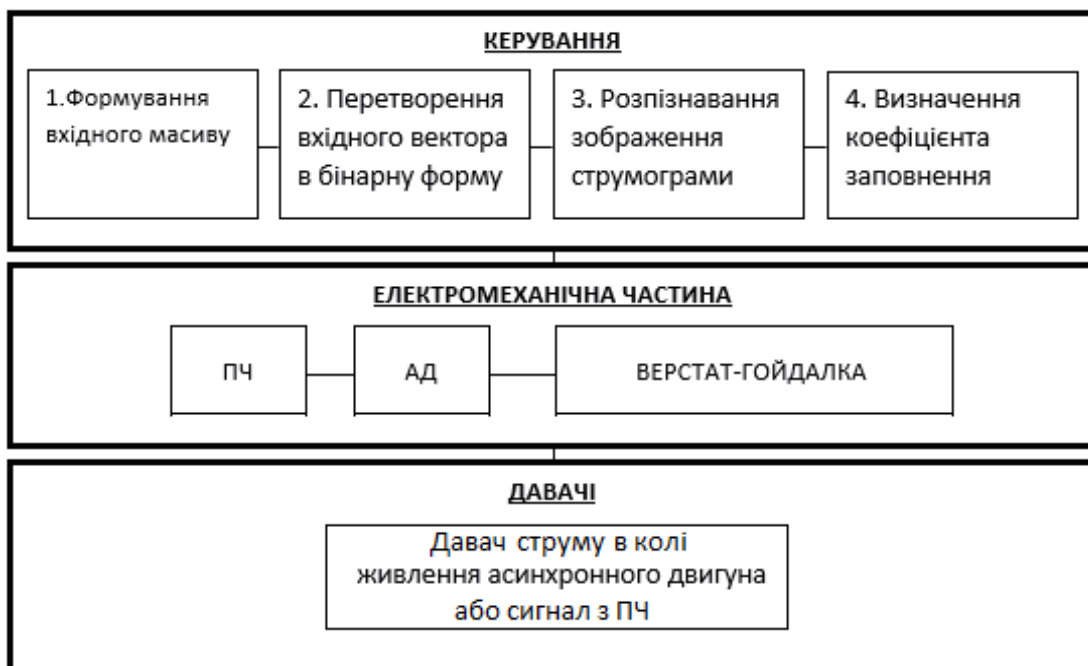 КЕРУВАННЯ
1.Формування
вхідного масиву
2. Перетворення
вхідного вектора
в бінарну форму
3. Розпізнавання
зображення
струмограми
4. Визначення
коефіцієнта
заповнення
ЕЛЕКТРОМЕХАНІЧНА ЧАСТИНА
ПЧ
АД
ВЕРСТАТ-ГОЙДАЛКА
ДАВАЧІ
Давач струму в колі
живлення асинхронного двигуна
або сигнал з ПЧ